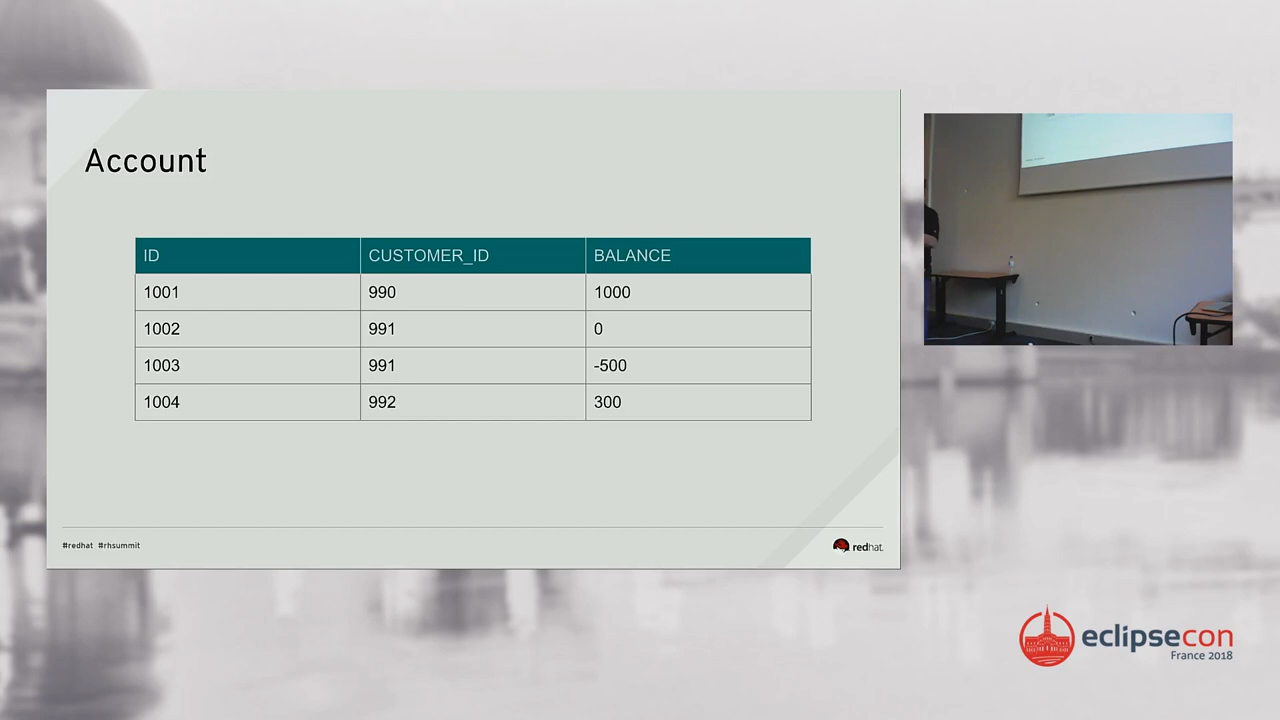 Account
ID CUSTOMER_ID BALANCE
1001 990 1000
1002 991 0
1003 991 -500
1004 992 300
#redhat #rhsummit
redhat.
eclipsecon
France 2018